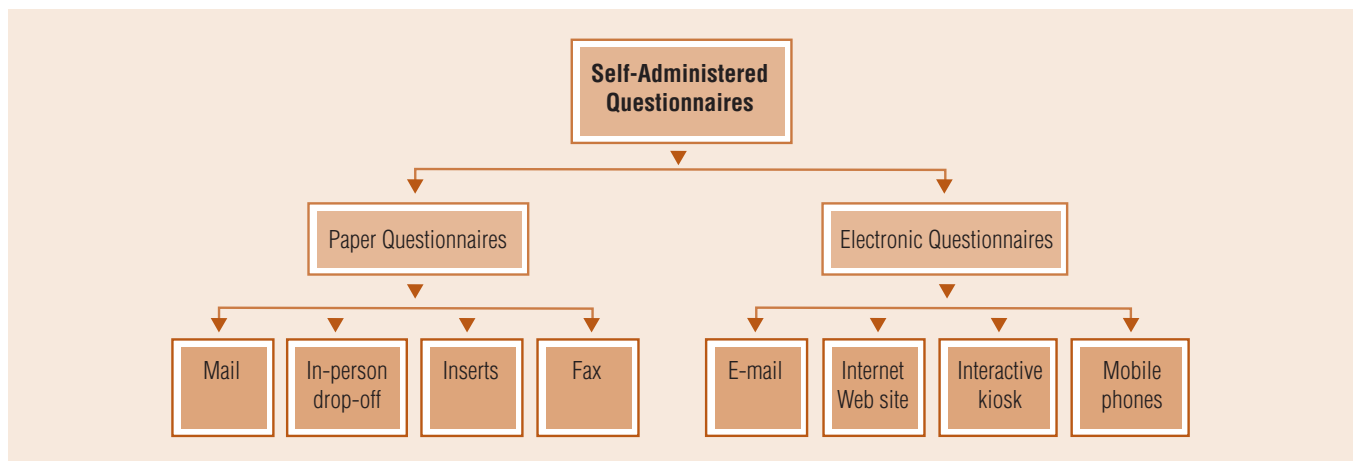 Self-Administered
Questionnaires
Paper Questionnaires
Electronic Questionnaires
Mail
In-person
drop-off
Inserts
Fax
E-mail
Internet
Web site
Interactive
kiosk
Mobile
phones